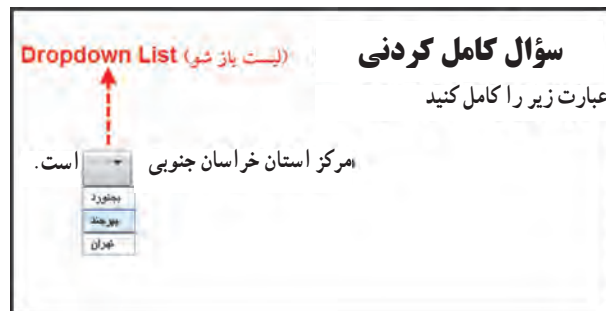 سؤال کامل کردنی
Dropdown List (لیست باز شو)
عبارت زیر را کامل کنید
مرکز استان خراسان جنوبی است.
بجنورد
بیرجند
تهران